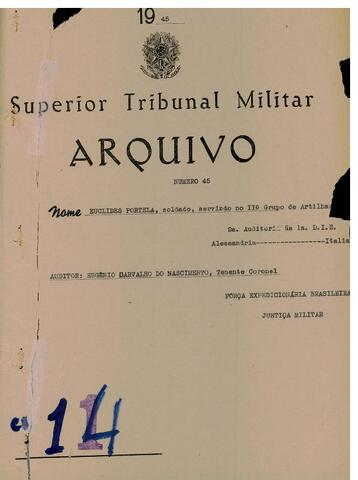 19 45
Superior Tribunal Militar
ARQUIVO
NUMERO 45
Nome EUCLIDES PORTELA, soldado, servindo no IIº Grupo de Artilhar
2a. Auditoria da 1a. D.I.E.
Alessandria-----------------Italia
AUDITOR: EUGÊNIO CARVALHO DO NASCIMENTO, Tenente Coronel
FORÇA EXPEDICIONÁRIA BRASILEIRA
JUSTIÇA MILITAR
14